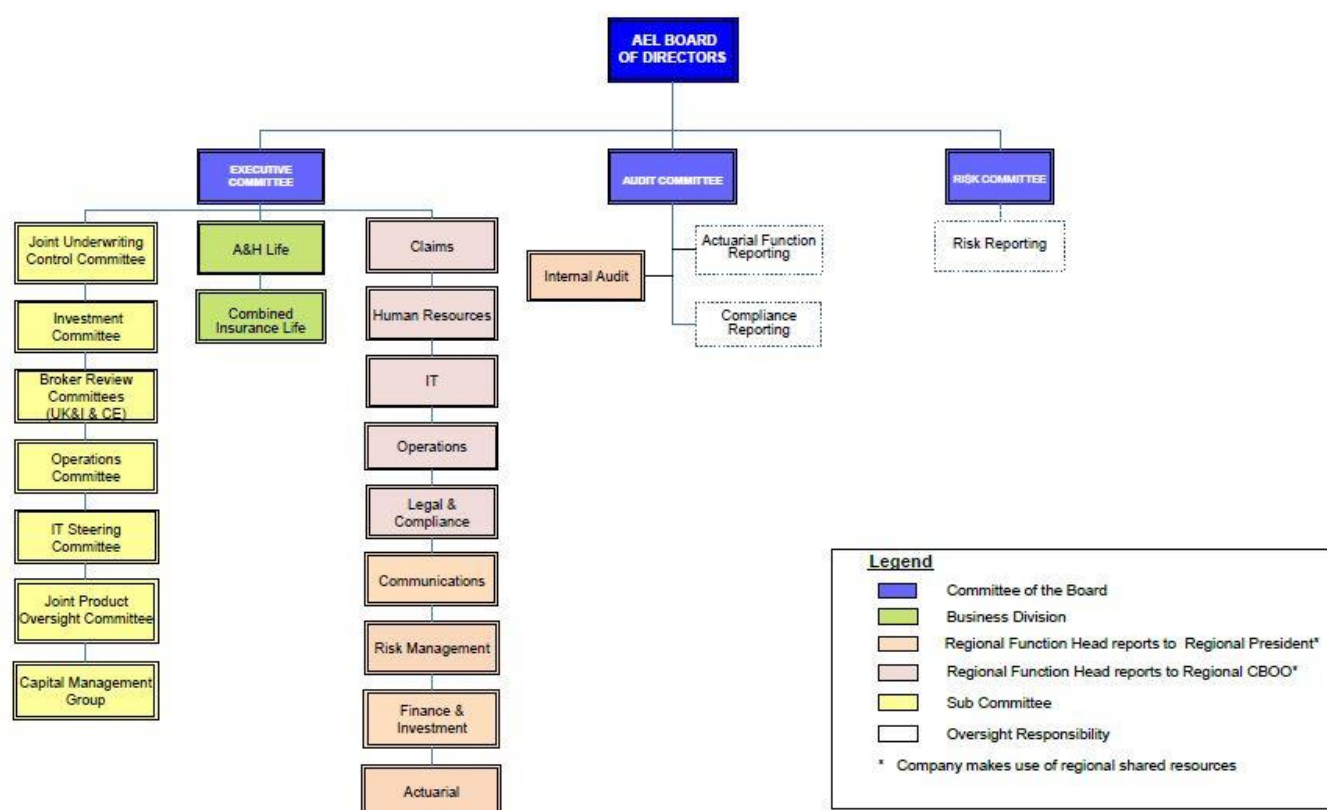 AEL BOARD
OF DIRECTORS
EXECUTIVE
COMMITTEE
AUDIT COMMITTEE
RISK COMMITTEE
Joint Underwriting
Control Committee
Investment
Committee
Broker Review
Committees
(UK&I & CE)
Operations
Committee
IT Steering
Committee
Joint Product
Oversight Committee
Capital Management
Group
A&H Life
Combined
Insurance Life
Claims
Human Resources
IT
Operations
Legal &
Compliance
Communications
Risk Management
Finance &
Investment
Actuarial
Internal Audit
Actuarial Function
Reporting
Compliance
Reporting
Risk Reporting
Legend
Committee of the Board
Business Division
Regional Function Head reports to Regional President*
Regional Function Head reports to Regional CBOO*
Sub Committee
Oversight Responsibility
* Company makes use of regional shared resources